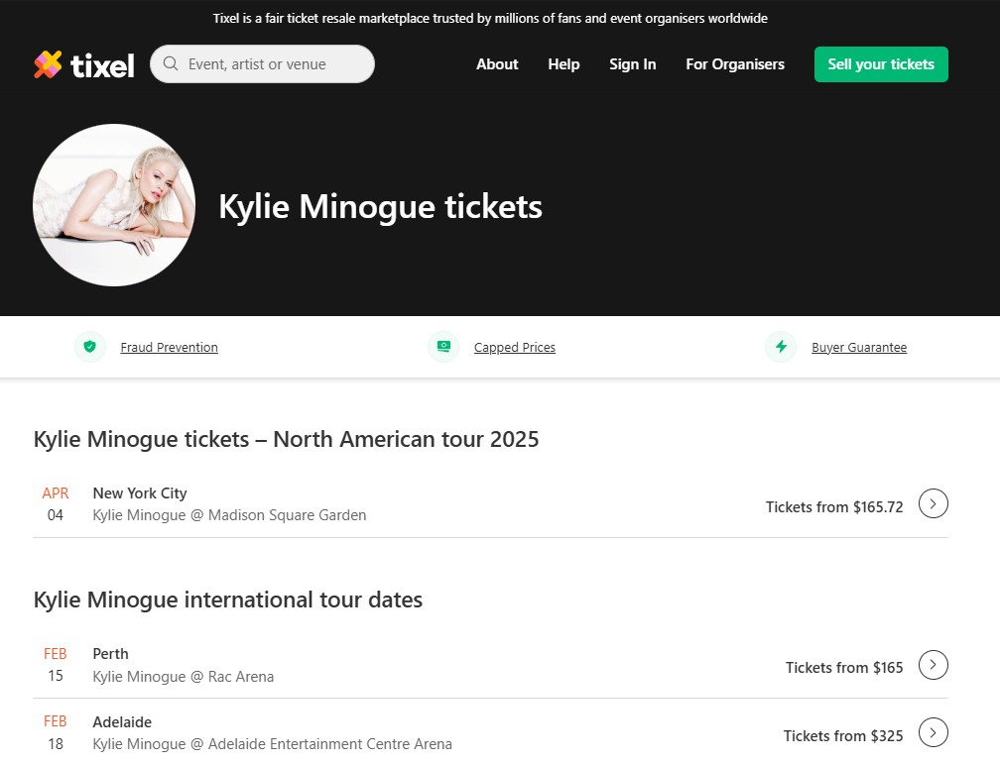 Tixel is a fair ticket resale marketplace trusted by millions of fans and event organisers worldwide
tixel
Event, artist or venue
About
Help
Sign In
For Organisers
Sell your tickets
Kylie Minogue tickets
Fraud Prevention
Capped Prices
Buyer Guarantee
Kylie Minogue tickets – North American tour 2025
APR
04
New York City
Kylie Minogue @ Madison Square Garden
Tickets from $165.72
Kylie Minogue international tour dates
FEB
15
Perth
Kylie Minogue @ Rac Arena
Tickets from $165
FEB
18
Adelaide
Kylie Minogue @ Adelaide Entertainment Centre Arena
Tickets from $325